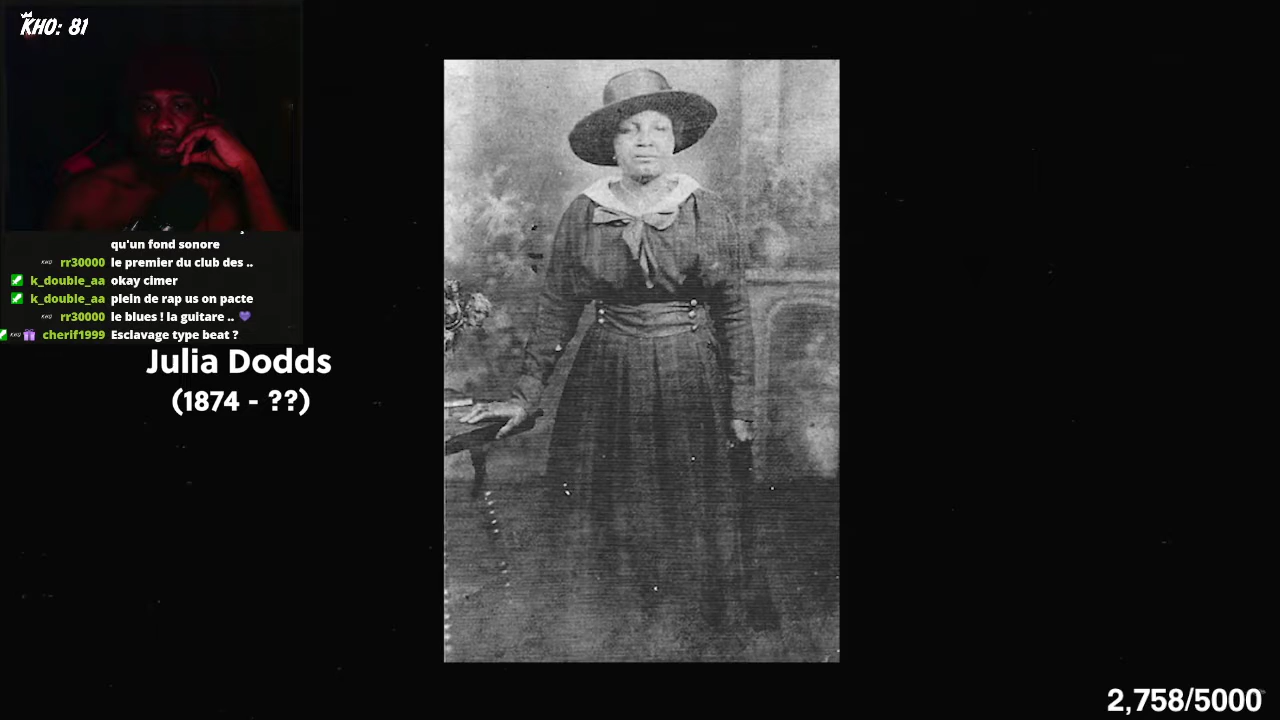 KHO: 81
qu'un fond sonore
rr30000 le premier du club des ..
k_double_aa okay cimer
k_double_aa plein de rap us on pacte
rr30000 le blues ! la guitare .. 💜
cherif1999 Esclavage type beat ?
Julia Dodds
(1874 - ??)
2,758/5000